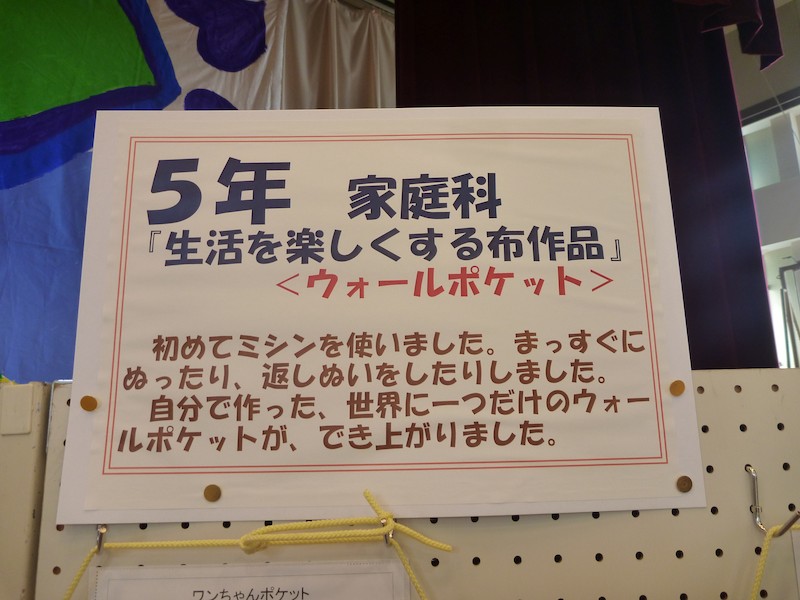 5年　家庭科
『生活を楽しくする布作品』
＜ウォールポケット＞
初めてミシンを使いました。まっすぐに
ぬったり、返しぬいをしたりしました。
自分で作った、世界に一つだけのウォー
ルポケットが、でき上がりました。
ワンちゃんポケット